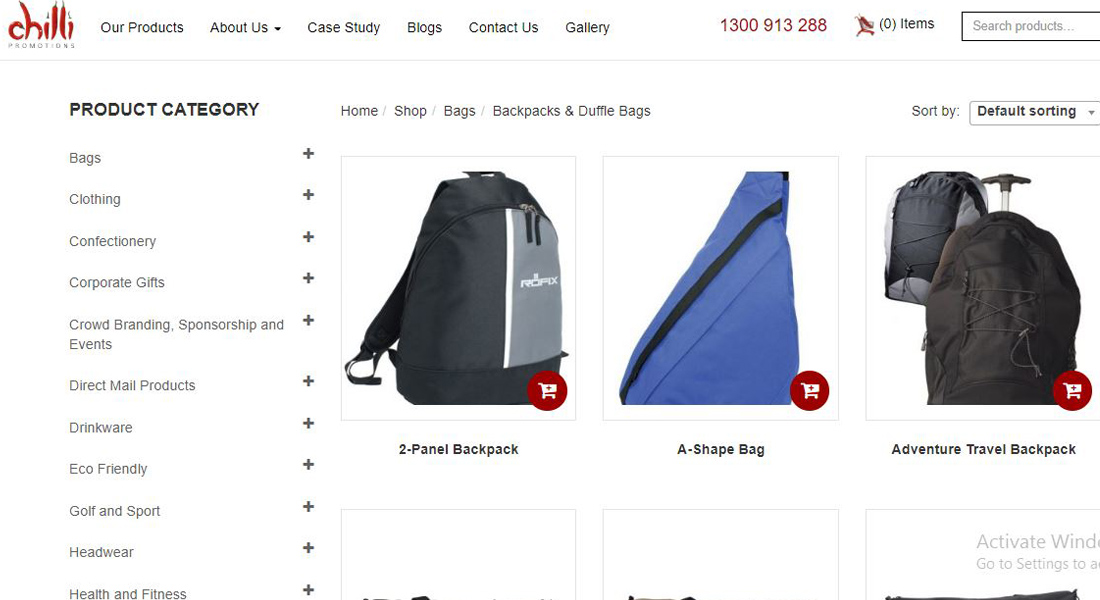 chilli
PROMOTIONS
Our Products
About Us
Case Study
Blogs
Contact Us
Gallery
1300 913 288
(0) Items
Search products...
PRODUCT CATEGORY
Bags
Clothing
Confectionery
Corporate Gifts
Crowd Branding, Sponsorship and
Events
Direct Mail Products
Drinkware
Eco Friendly
Golf and Sport
Headwear
Health and Fitness
Home / Shop / Bags / Backpacks & Duffle Bags
Sort by:
Default sorting
ROFIX
2-Panel Backpack
A-Shape Bag
Adventure Travel Backpack
Activate
Go to Settings to